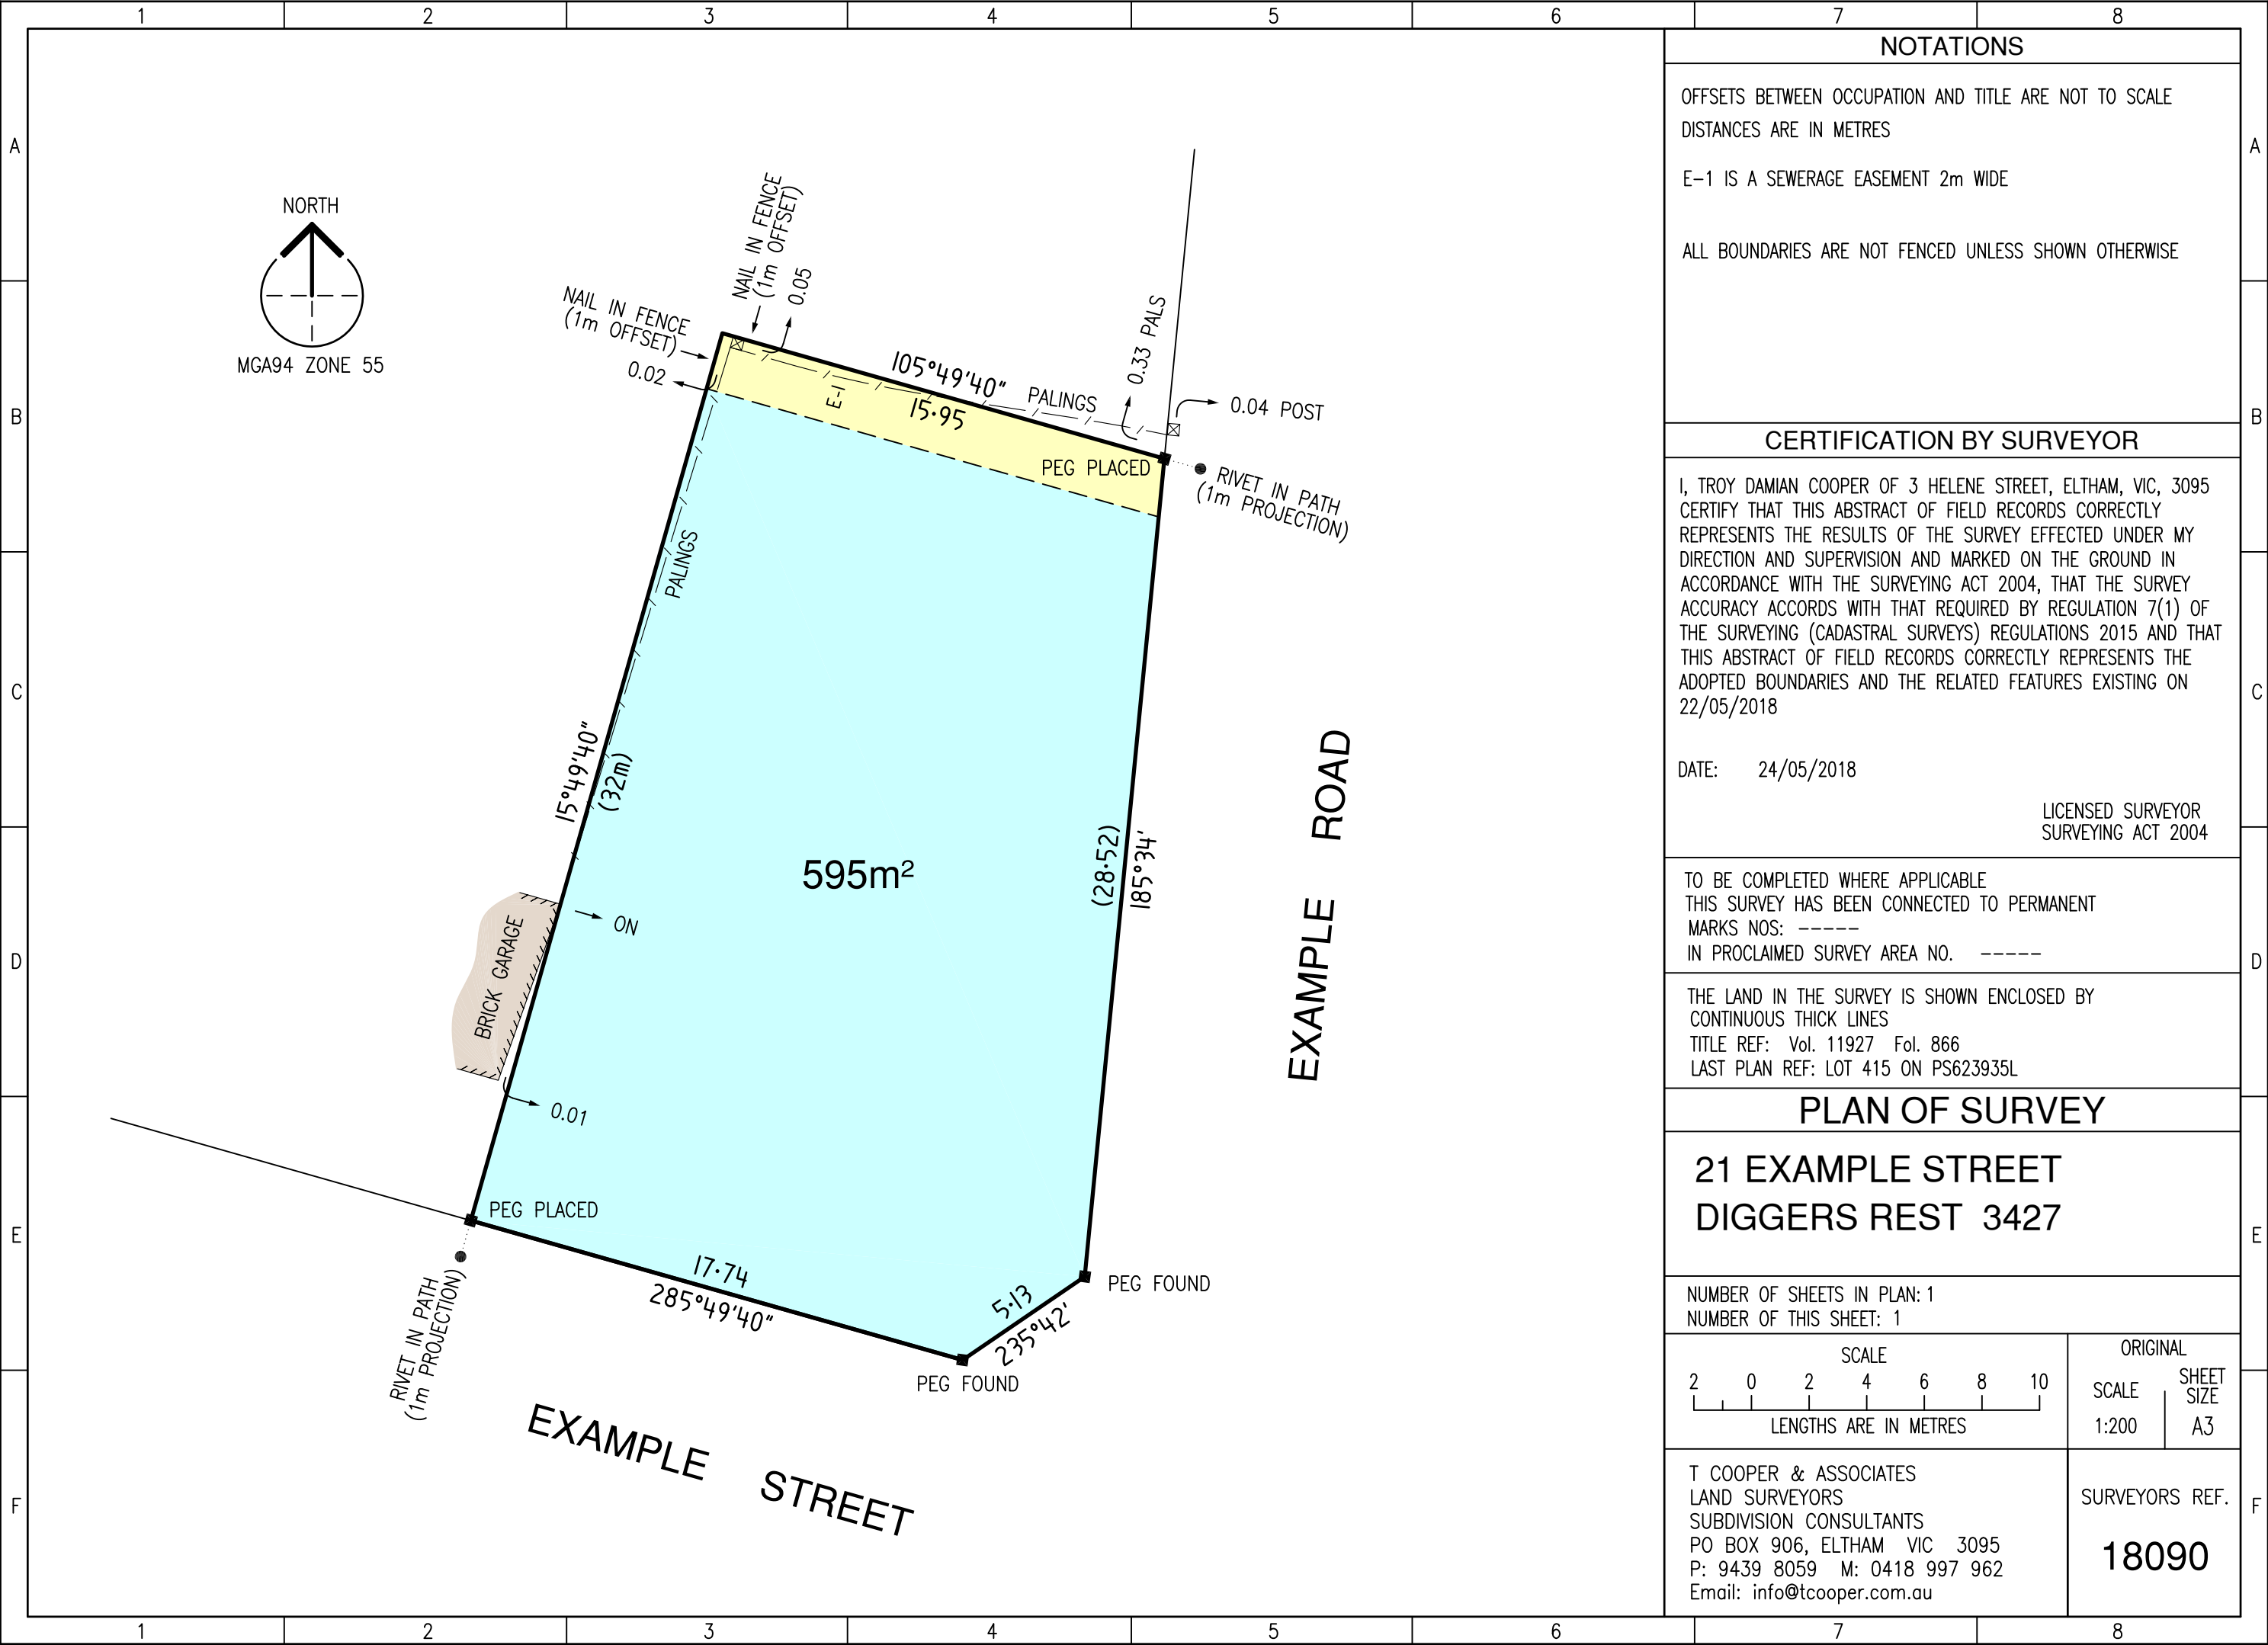 1 2 3 4 5 6 7 8
A
B
C
D
E
F
NORTH
MGA94 ZONE 55
NAIL IN FENCE
(1m OFFSET)
0.05
NAIL IN FENCE
(1m OFFSET)
0.02
105°49'40"
15·95
E-1
PALINGS
0.33 PALS
0.04 POST
PEG PLACED
RIVET IN PATH
(1m PROJECTION)
PALINGS
15°49'40"
(32m)
595m²
(28·52)
185°34'
EXAMPLE ROAD
BRICK GARAGE
ON
0.01
PEG PLACED
RIVET IN PATH
(1m PROJECTION)
17·74
285°49'40"
5·13
235°42'
PEG FOUND
PEG FOUND
EXAMPLE STREET
NOTATIONS
OFFSETS BETWEEN OCCUPATION AND TITLE ARE NOT TO SCALE
DISTANCES ARE IN METRES
E-1 IS A SEWERAGE EASEMENT 2m WIDE
ALL BOUNDARIES ARE NOT FENCED UNLESS SHOWN OTHERWISE
CERTIFICATION BY SURVEYOR
I, TROY DAMIAN COOPER OF 3 HELENE STREET, ELTHAM, VIC, 3095
CERTIFY THAT THIS ABSTRACT OF FIELD RECORDS CORRECTLY
REPRESENTS THE RESULTS OF THE SURVEY EFFECTED UNDER MY
DIRECTION AND SUPERVISION AND MARKED ON THE GROUND IN
ACCORDANCE WITH THE SURVEYING ACT 2004, THAT THE SURVEY
ACCURACY ACCORDS WITH THAT REQUIRED BY REGULATION 7(1) OF
THE SURVEYING (CADASTRAL SURVEYS) REGULATIONS 2015 AND THAT
THIS ABSTRACT OF FIELD RECORDS CORRECTLY REPRESENTS THE
ADOPTED BOUNDARIES AND THE RELATED FEATURES EXISTING ON
22/05/2018
DATE: 24/05/2018
LICENSED SURVEYOR
SURVEYING ACT 2004
TO BE COMPLETED WHERE APPLICABLE
THIS SURVEY HAS BEEN CONNECTED TO PERMANENT
MARKS NOS: -----
IN PROCLAIMED SURVEY AREA NO. -----
THE LAND IN THE SURVEY IS SHOWN ENCLOSED BY
CONTINUOUS THICK LINES
TITLE REF: Vol. 11927 Fol. 866
LAST PLAN REF: LOT 415 ON PS623935L
PLAN OF SURVEY
21 EXAMPLE STREET
DIGGERS REST 3427
NUMBER OF SHEETS IN PLAN: 1
NUMBER OF THIS SHEET: 1
SCALE
2 0 2 4 6 8 10
LENGTHS ARE IN METRES
ORIGINAL
SCALE
1:200
SHEET
SIZE
A3
T COOPER & ASSOCIATES
LAND SURVEYORS
SUBDIVISION CONSULTANTS
PO BOX 906, ELTHAM VIC 3095
P: 9439 8059 M: 0418 997 962
Email: info@tcooper.com.au
SURVEYORS REF.
18090
A
B
C
D
E
F
1 2 3 4 5 6 7 8